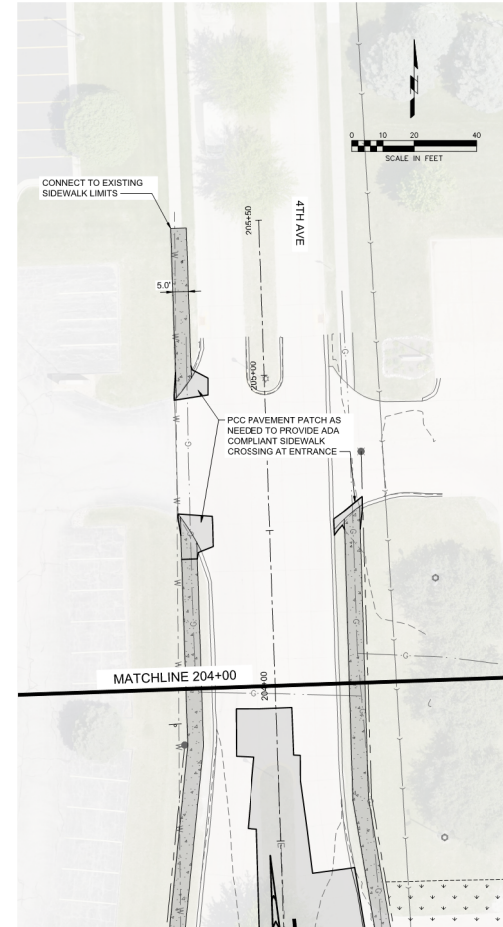 0 10 20 40
SCALE IN FEET
CONNECT TO EXISTING
SIDEWALK LIMITS
4TH AVE
205+50
5.0'
205+00
PCC PAVEMENT PATCH AS
NEEDED TO PROVIDE ADA
COMPLIANT SIDEWALK
CROSSING AT ENTRANCE
MATCHLINE 204+00
204+00
W
W
W
W
W
G
G
G
G
G
G
G